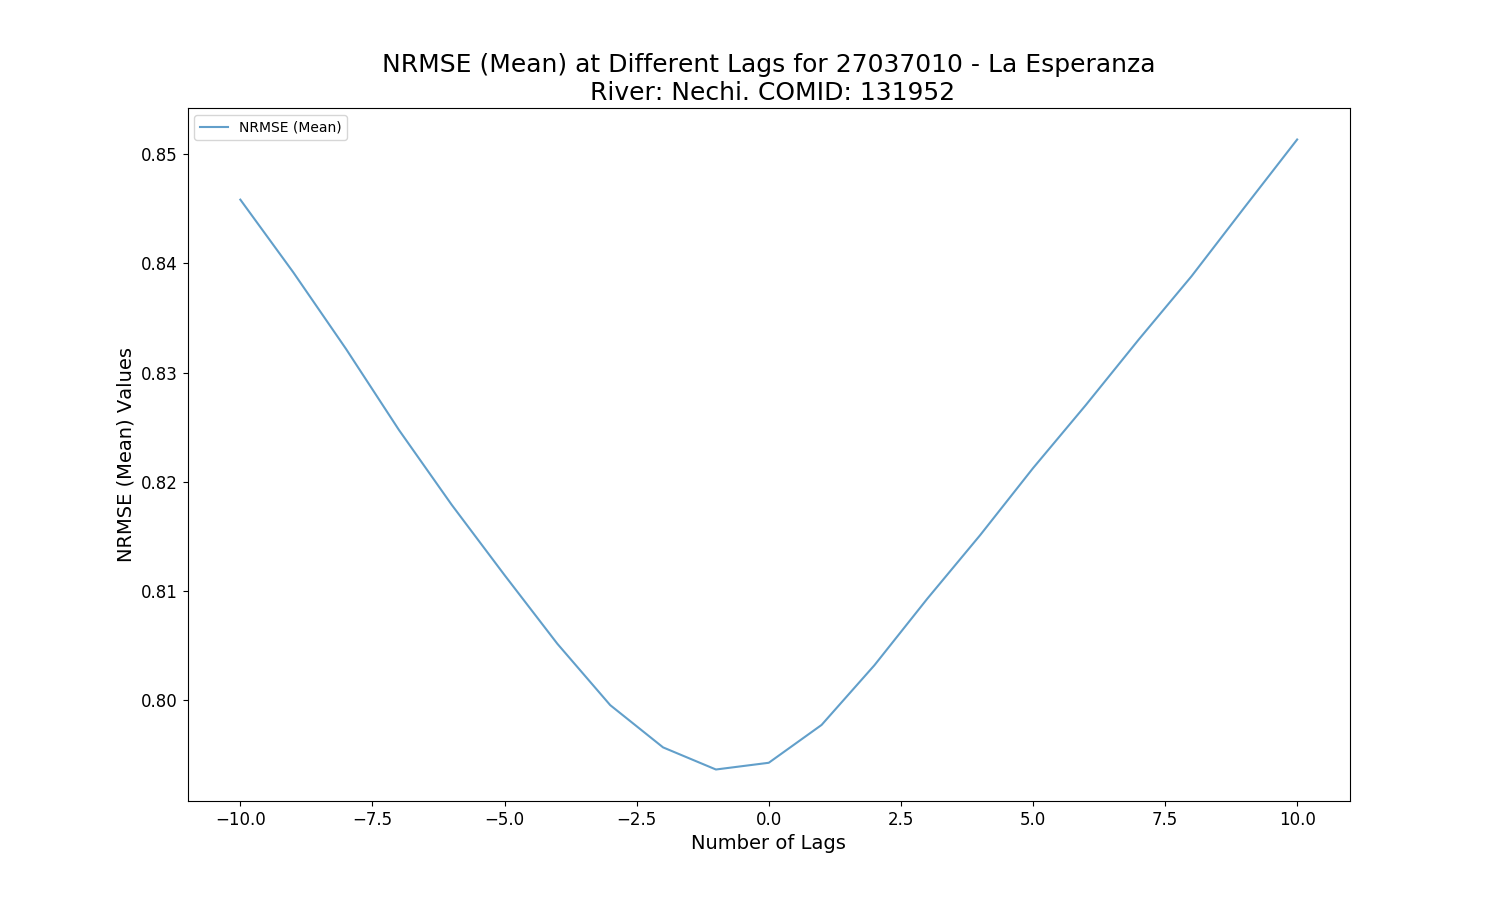 NRMSE (Mean) at Different Lags for 27037010 - La Esperanza
River: Nechi. COMID: 131952
NRMSE (Mean)
0.85
0.84
0.83
0.82
0.81
0.80
NRMSE (Mean) Values
−10.0 −7.5 −5.0 −2.5 0.0 2.5 5.0 7.5 10.0
Number of Lags